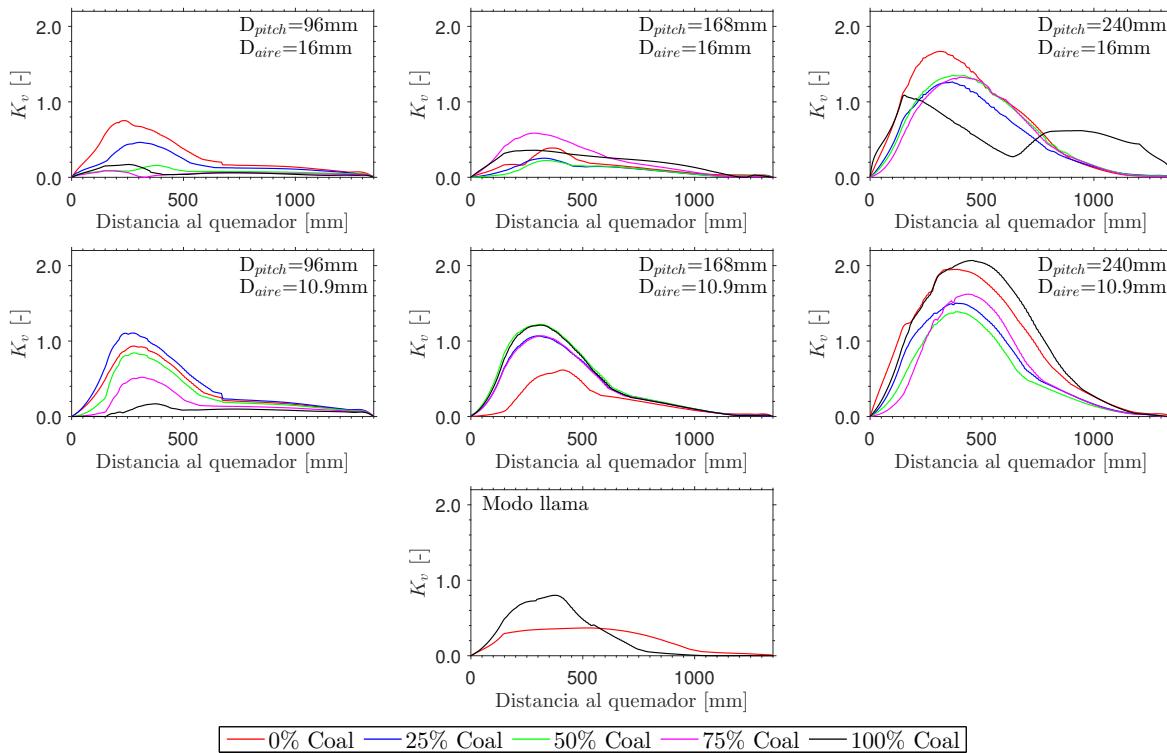 D_pitch=96mm
D_aire=16mm
2.0
1.0
0.0
K_v [-]
0 500 1000
Distancia al quemador [mm]
D_pitch=168mm
D_aire=16mm
2.0
1.0
0.0
K_v [-]
0 500 1000
Distancia al quemador [mm]
D_pitch=240mm
D_aire=16mm
2.0
1.0
0.0
K_v [-]
0 500 1000
Distancia al quemador [mm]
D_pitch=96mm
D_aire=10.9mm
2.0
1.0
0.0
K_v [-]
0 500 1000
Distancia al quemador [mm]
D_pitch=168mm
D_aire=10.9mm
2.0
1.0
0.0
K_v [-]
0 500 1000
Distancia al quemador [mm]
D_pitch=240mm
D_aire=10.9mm
2.0
1.0
0.0
K_v [-]
0 500 1000
Distancia al quemador [mm]
Modo llama
2.0
1.0
0.0
K_v [-]
0 500 1000
Distancia al quemador [mm]
0% Coal 25% Coal 50% Coal 75% Coal 100% Coal